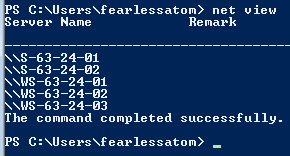 PS C:\Users\fearlessatom> net view
Server Name            Remark
-------------------------------------------
\\S-63-24-01
\\S-63-24-02
\\WS-63-24-01
\\WS-63-24-02
\\WS-63-24-03
The command completed successfully.
PS C:\Users\fearlessatom> _